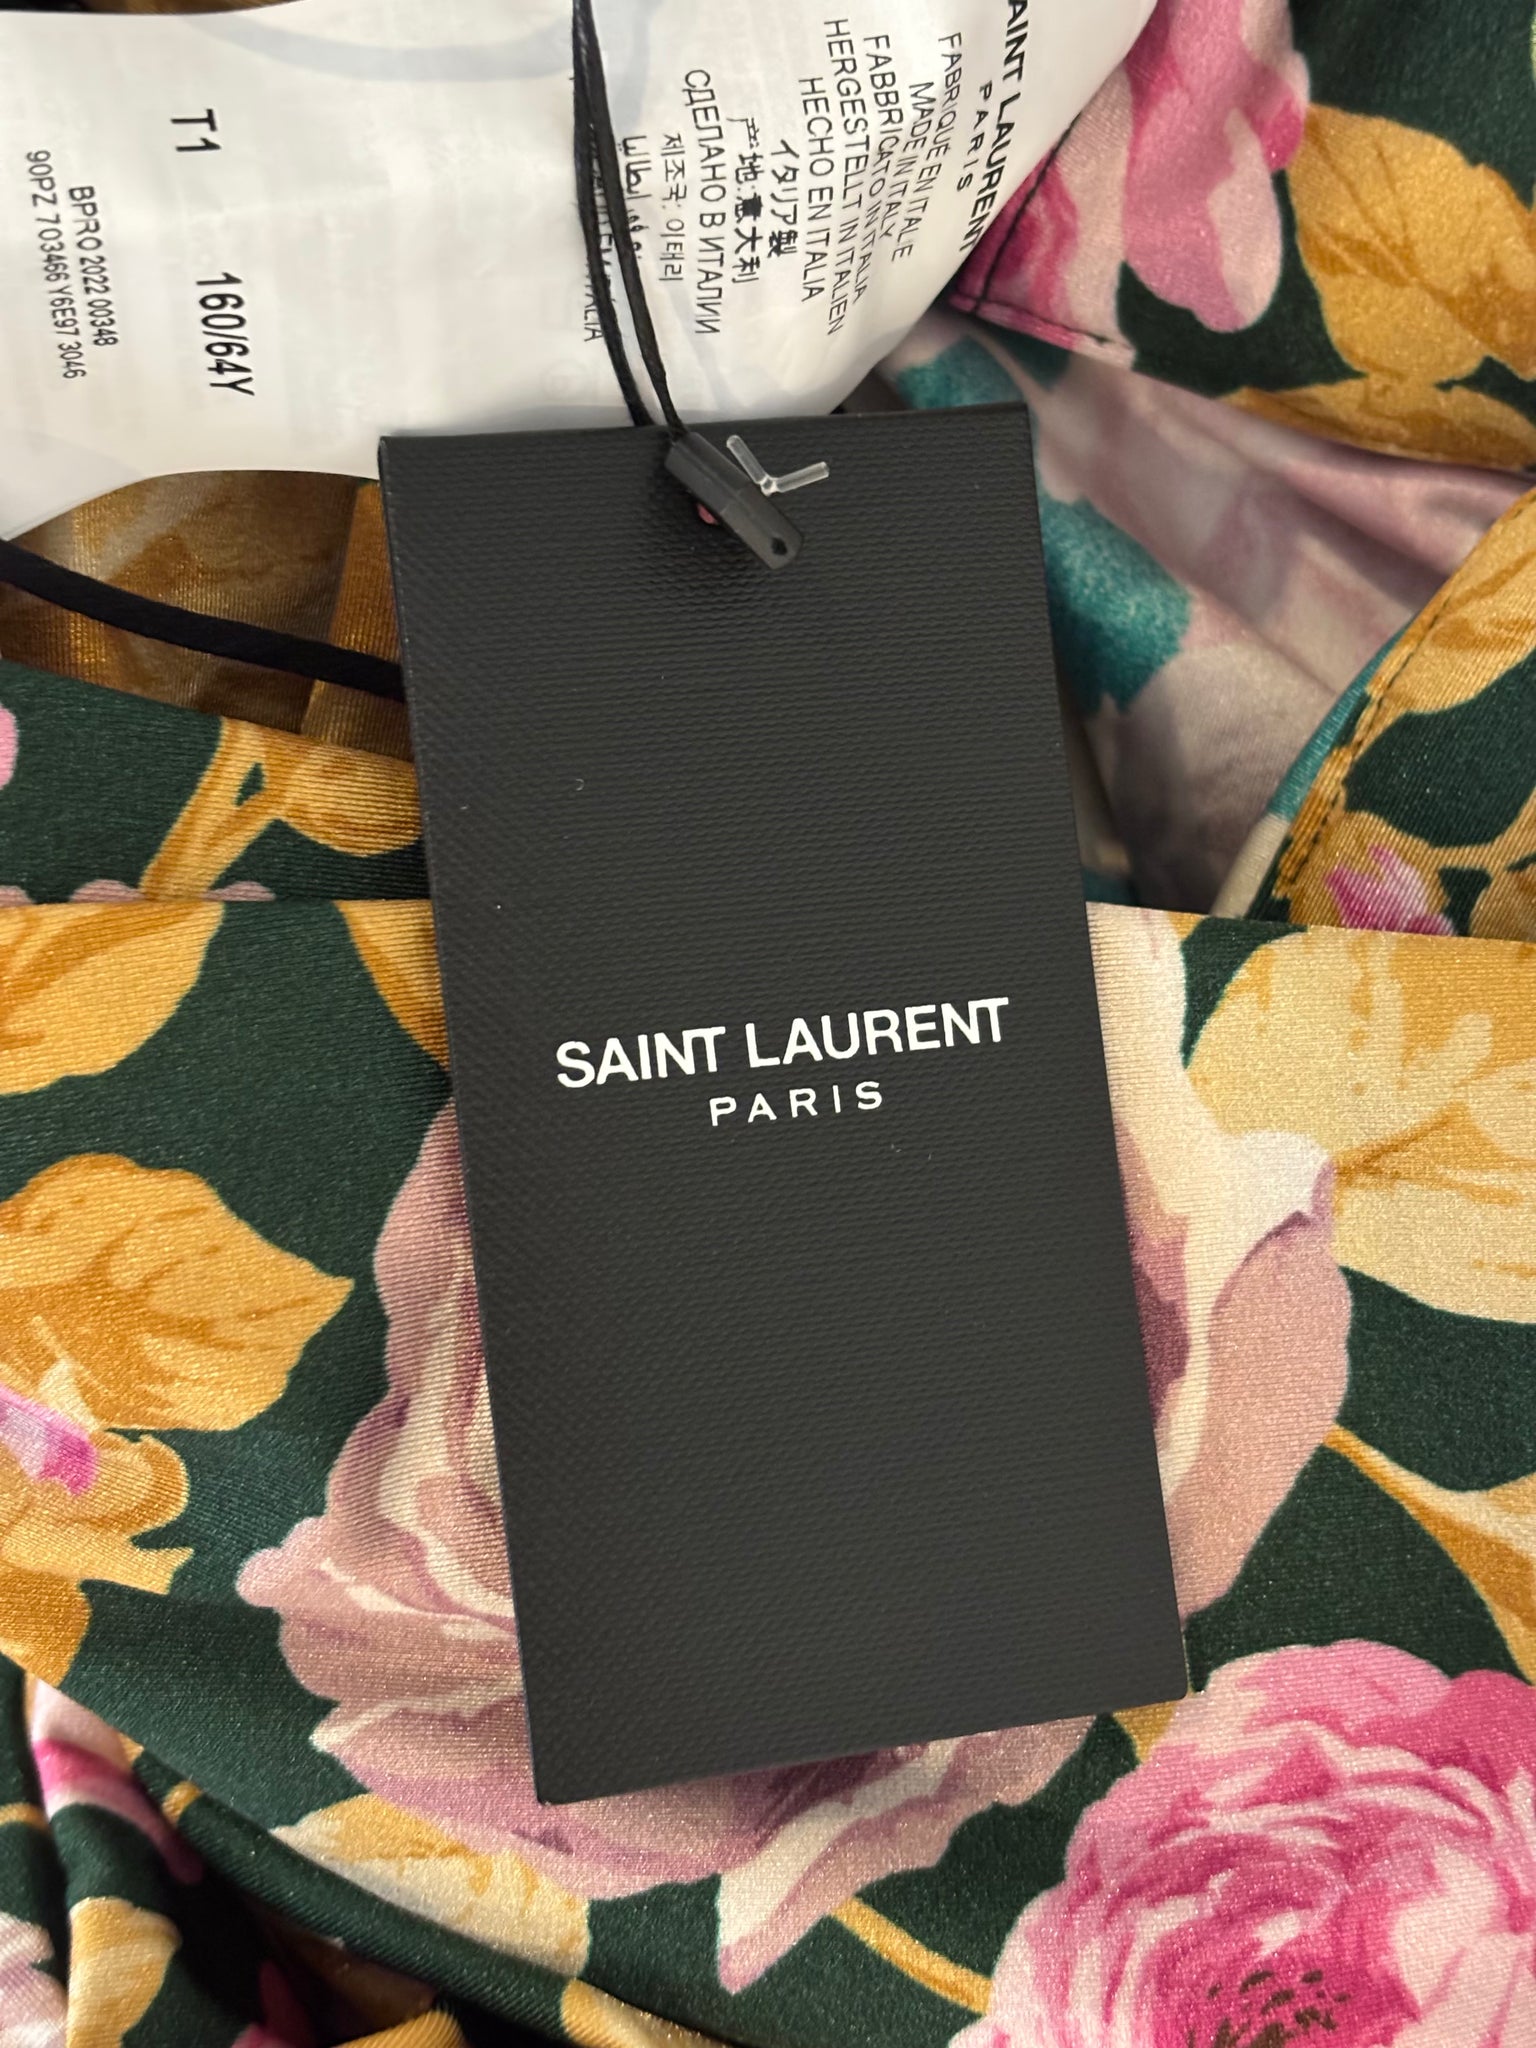 SAINT LAURENT
PARIS
FABRIQUÉ EN ITALIE
MADE IN ITALY
FABBRICATO IN ITALIA
HERGESTELLT IN ITALIEN
HECHO EN ITALIA
イタリア製
产地:意大利
СДЕЛАНО В ИТАЛИИ
제조국: 이태리
T1 160/64Y
BPRO 2022 00348
90PZ 703466 Y6E97 3046
SAINT LAURENT
PARIS